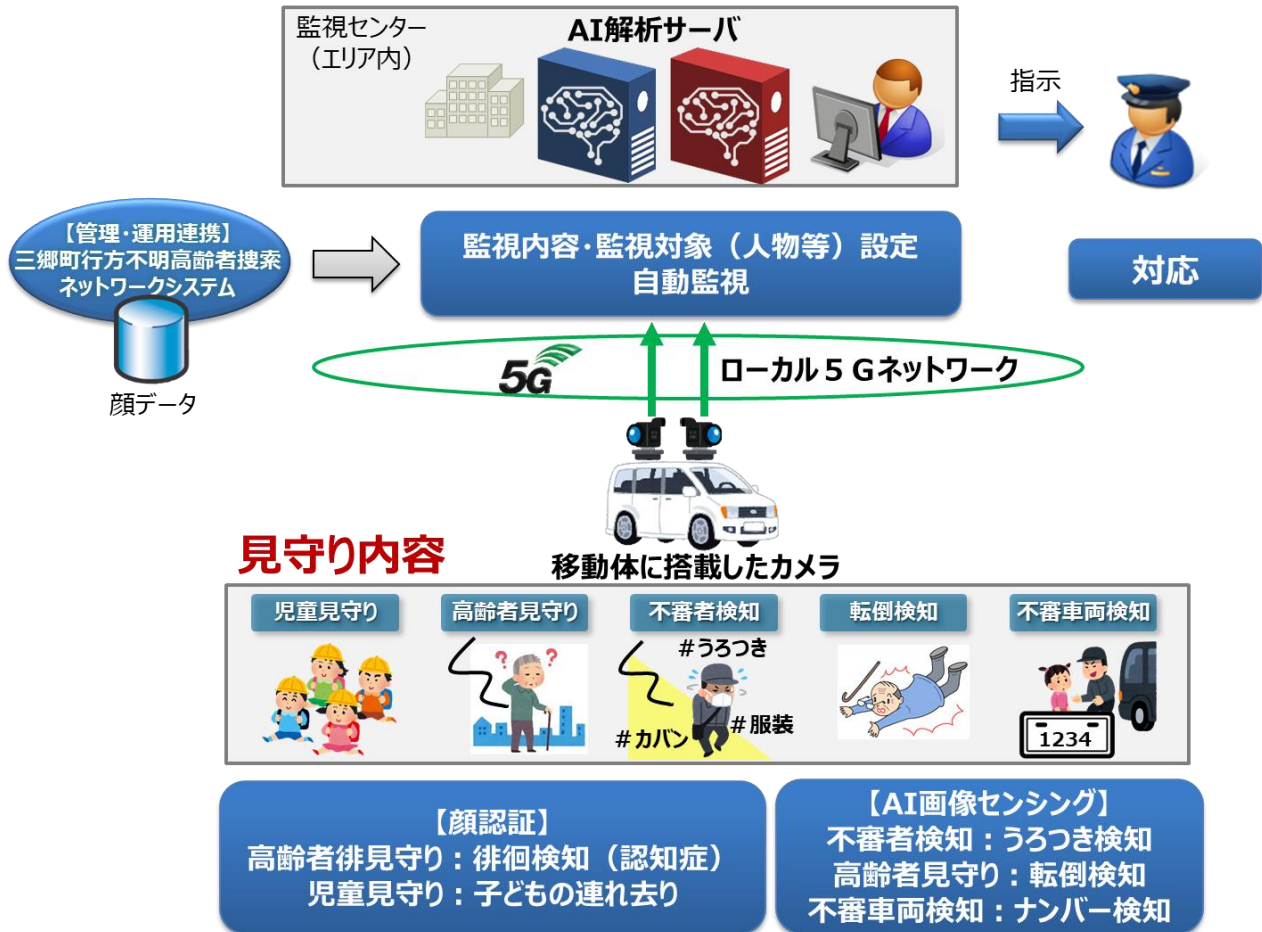 監視センター
（エリア内）
AI解析サーバ
指示
【管理・運用連携】
三郷町行方不明高齢者捜索
ネットワークシステム
顔データ
監視内容・監視対象（人物等）設定
自動監視
対応
5G
ローカル５Ｇネットワーク
移動体に搭載したカメラ
見守り内容
児童見守り
高齢者見守り
不審者検知
転倒検知
不審車両検知
? ?
#うろつき
#服装
#カバン
1234
【顔認証】
高齢者徘見守り：徘徊検知（認知症）
児童見守り：子どもの連れ去り
【AI画像センシング】
不審者検知：うろつき検知
高齢者見守り：転倒検知
不審車両検知：ナンバー検知